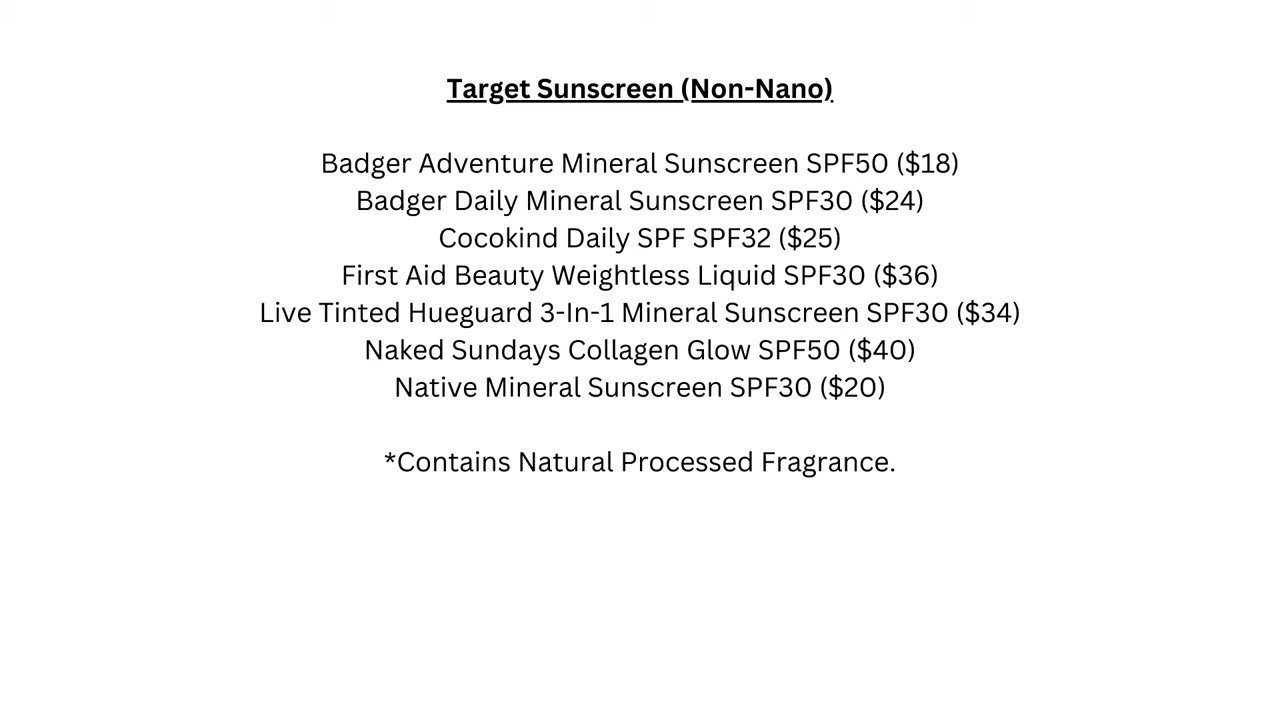 Target Sunscreen (Non-Nano)
Badger Adventure Mineral Sunscreen SPF50 ($18)
Badger Daily Mineral Sunscreen SPF30 ($24)
Cocokind Daily SPF SPF32 ($25)
First Aid Beauty Weightless Liquid SPF30 ($36)
Live Tinted Hueguard 3-In-1 Mineral Sunscreen SPF30 ($34)
Naked Sundays Collagen Glow SPF50 ($40)
Native Mineral Sunscreen SPF30 ($20)
*Contains Natural Processed Fragrance.